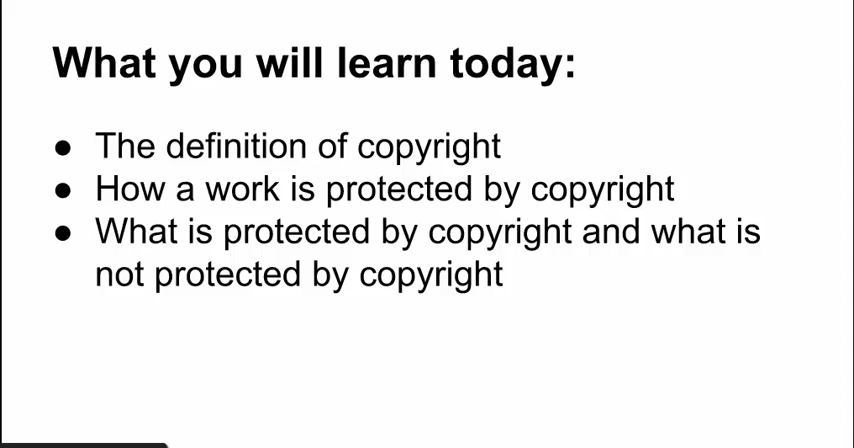 What you will learn today:
● The definition of copyright
● How a work is protected by copyright
● What is protected by copyright and what is
not protected by copyright